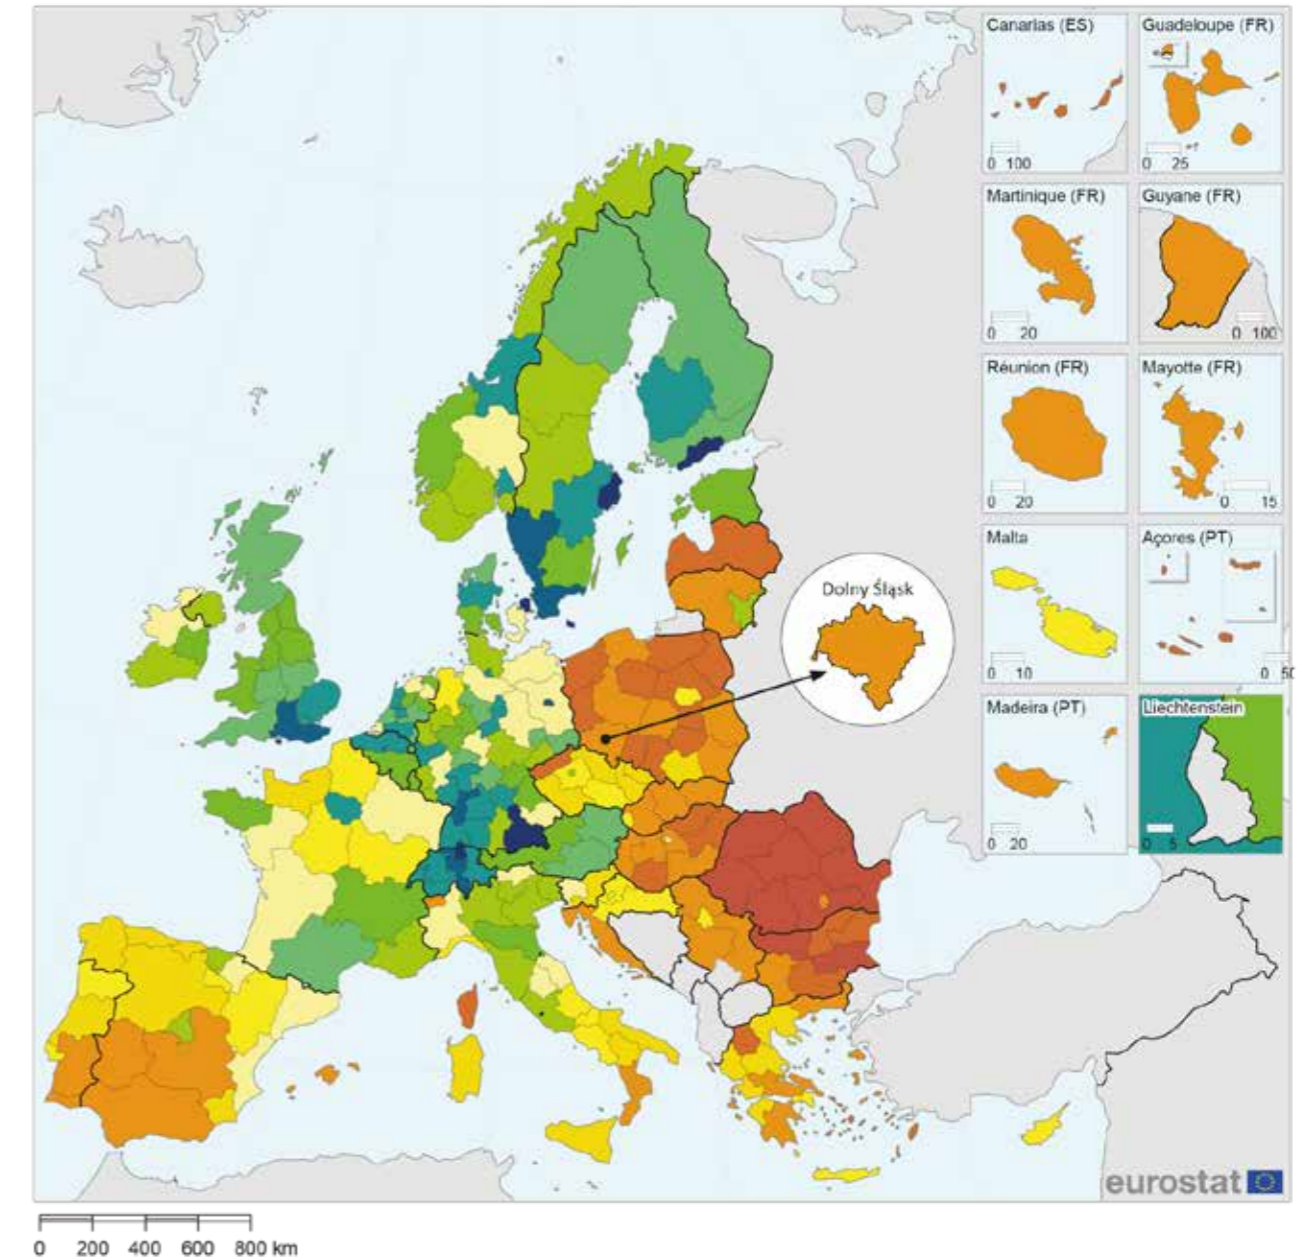 Canarias (ES)
0 100
Guadeloupe (FR)
0 25
Martinique (FR)
0 20
Guyane (FR)
0 100
Réunion (FR)
0 20
Mayotte (FR)
0 15
Malta
0 10
Açores (PT)
0 50
Madeira (PT)
0 20
Liechtenstein
0 5
Dolny Śląsk
eurostat
0 200 400 600 800 km